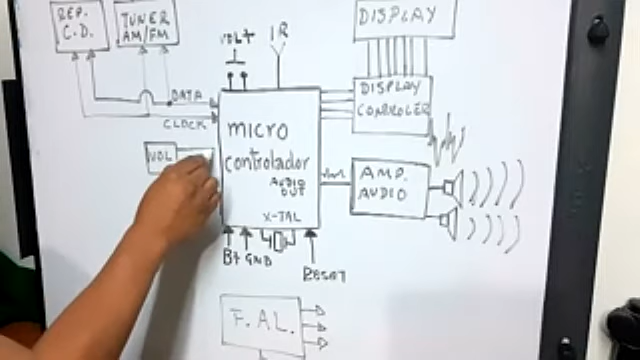 REP.
C.D.
TUNER
AM/FM
VOL+
IR
DISPLAY
DATA
CLOCK
DISPLAY
CONTROLER
VOL
micro
controlador
AUDIO
OUT
X-TAL
AMP.
AUDIO
B+ GND
RESET
F.AL.